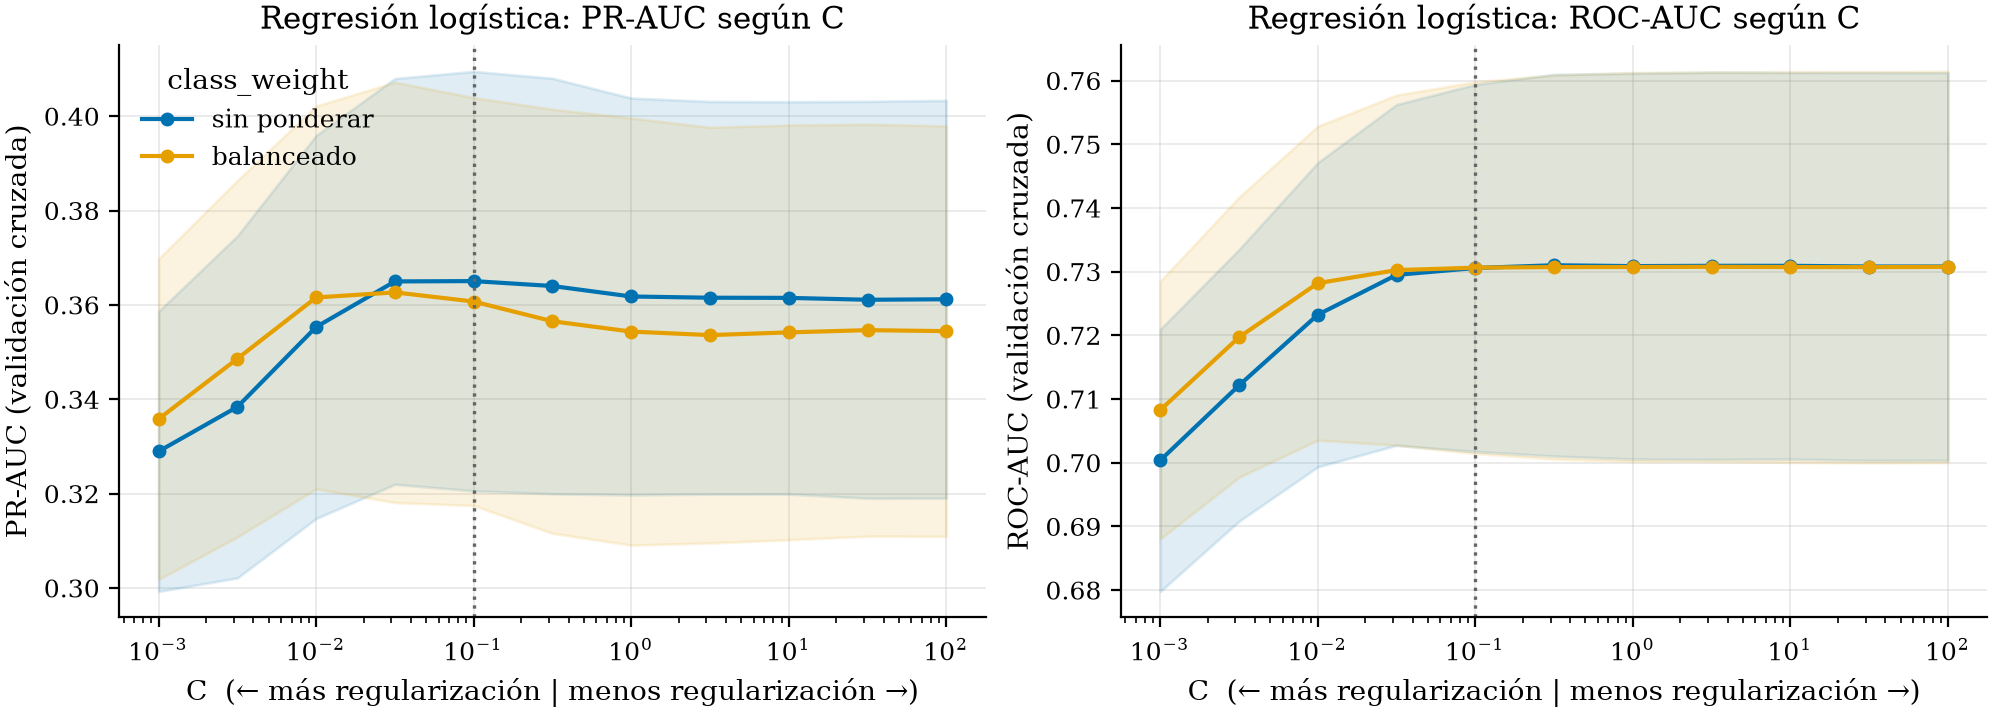 Regresión logística: PR-AUC según C
PR-AUC (validación cruzada)
class_weight
sin ponderar
balanceado
0.40
0.38
0.36
0.34
0.32
0.30
10⁻³ 10⁻² 10⁻¹ 10⁰ 10¹ 10²
C (← más regularización | menos regularización →)
Regresión logística: ROC-AUC según C
ROC-AUC (validación cruzada)
0.76
0.75
0.74
0.73
0.72
0.71
0.70
0.69
0.68
10⁻³ 10⁻² 10⁻¹ 10⁰ 10¹ 10²
C (← más regularización | menos regularización →)